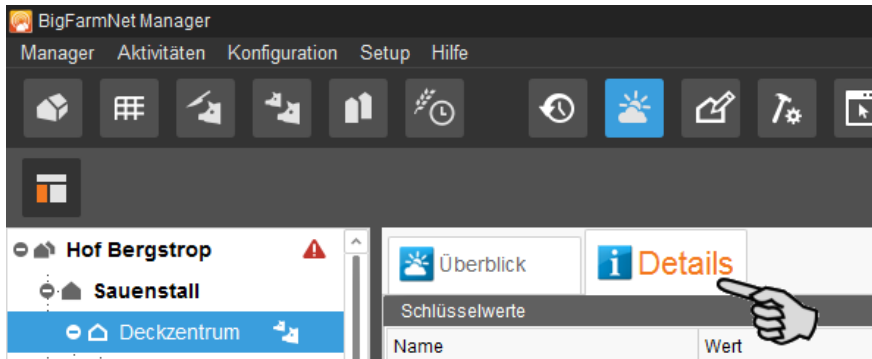 BigFarmNet Manager
Manager Aktivitäten Konfiguration Setup Hilfe
Hof Bergstrop
Sauenstall
Deckzentrum
Überblick
i Details
Schlüsselwerte
Name Wert